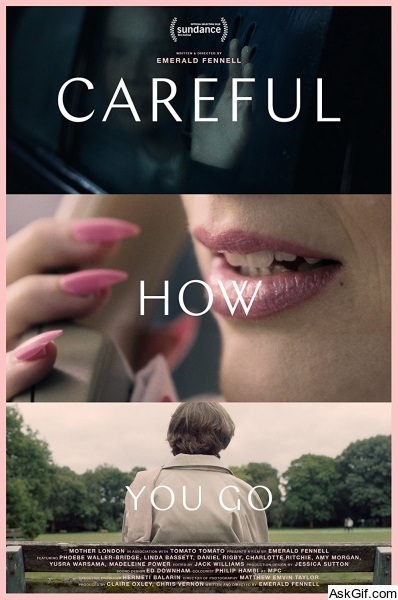 OFFICIAL SELECTION 2018
sundance
WRITTEN & DIRECTED BY
EMERALD FENNELL
CAREFUL
HOW
YOU GO
MOTHER LONDON IN ASSOCIATION WITH TOMATO TOMATO PRESENTS A FILM BY EMERALD FENNELL
FEATURING PHOEBE WALLER-BRIDGE, LINDA BASSETT, DANIEL RIGBY, CHARLOTTE RITCHIE, AMY MORGAN,
YUSRA WARSAMA, MADELEINE POWER EDITED BY JACK WILLIAMS PRODUCTION DESIGN BY JESSICA SUTTON
SOUND DESIGN ED DOWNHAM COLOURIST PHILIP HAMBI AT MPC
EXECUTIVE PRODUCER HERMETI BALARIN DIRECTOR OF PHOTOGRAPHY MATTHEW EMVIN TAYLOR
PRODUCED BY CLAIRE OXLEY, CHRIS VERNON WRITTEN AND DIRECTED BY EMERALD FENNELL
AskGif.com